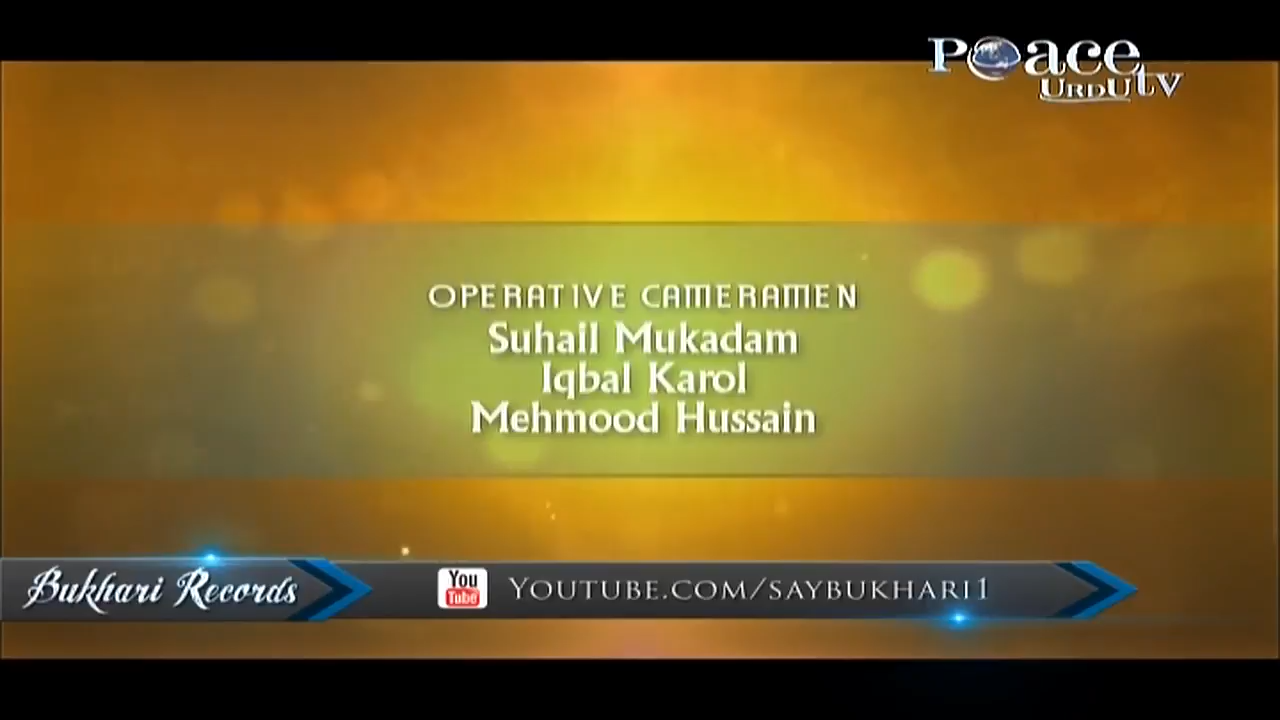 Peace
URDU tv
OPERATIVE CAMERAMEN
Suhail Mukadam
Iqbal Karol
Mehmood Hussain
Bukhari Records
You
Tube
YOUTUBE.COM/SAYBUKHARI1